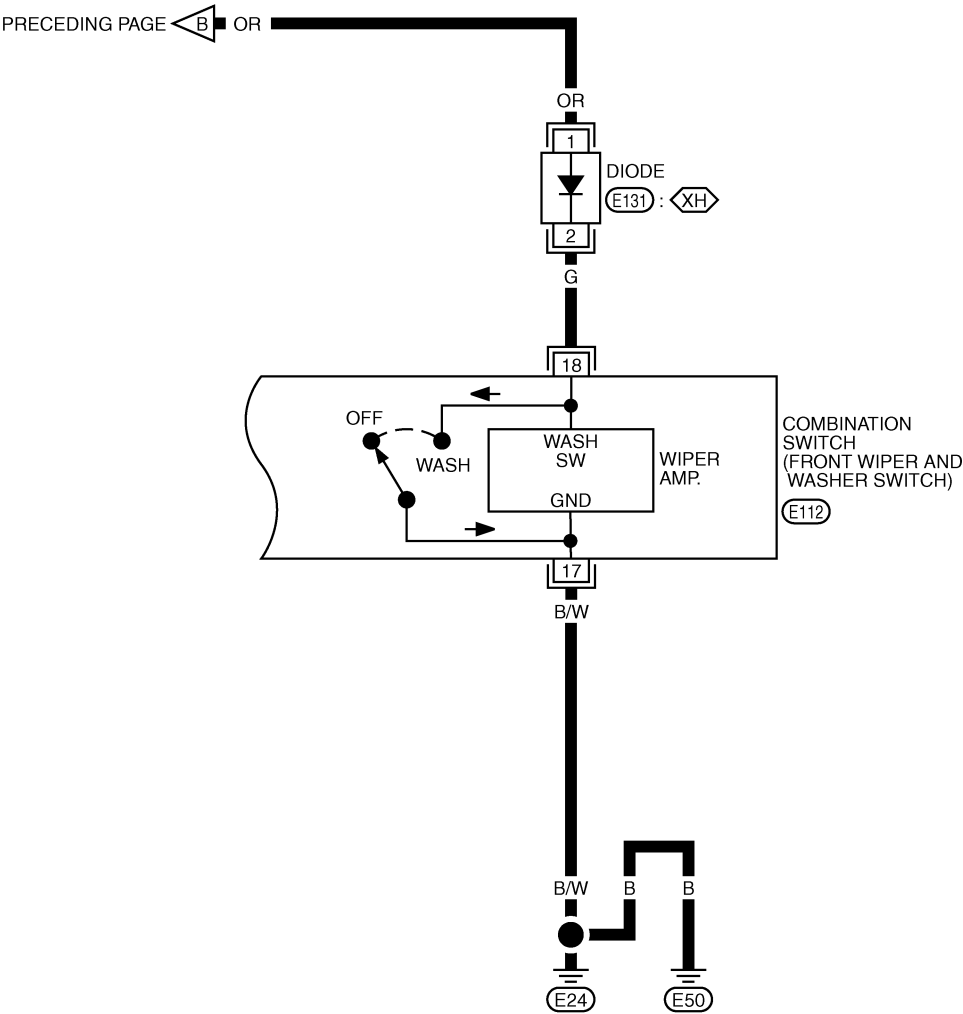 PRECEDING PAGE B OR
OR
1
DIODE
E131 : XH
2
G
18
OFF
WASH
WASH
SW
GND
WIPER
AMP.
COMBINATION
SWITCH
(FRONT WIPER AND
WASHER SWITCH)
E112
17
B/W
B/W B B
E24 E50